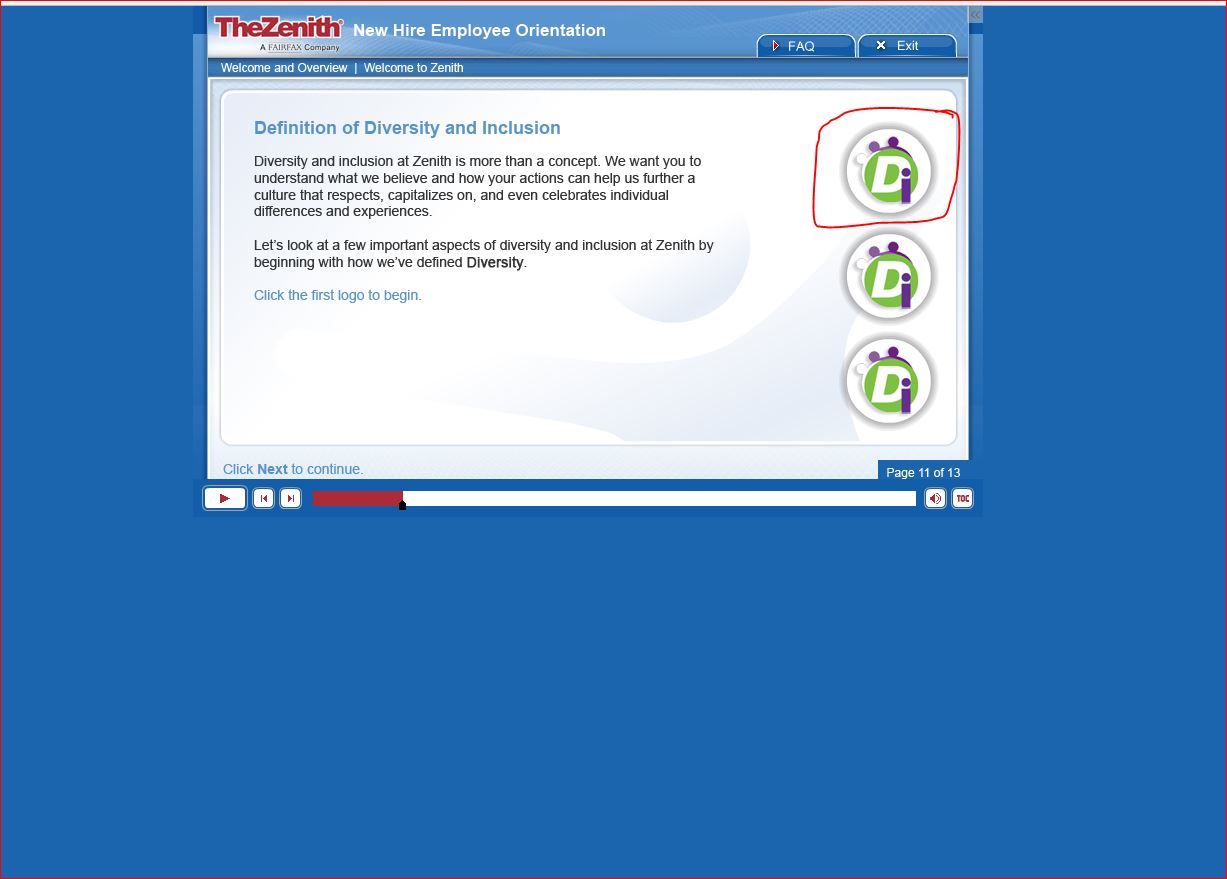 TheZenith®
A FAIRFAX Company
New Hire Employee Orientation
FAQ
Exit
Welcome and Overview | Welcome to Zenith
Definition of Diversity and Inclusion
Diversity and inclusion at Zenith is more than a concept. We want you to
understand what we believe and how your actions can help us further a
culture that respects, capitalizes on, and even celebrates individual
differences and experiences.
Let's look at a few important aspects of diversity and inclusion at Zenith by
beginning with how we've defined Diversity.
Click the first logo to begin.
Di
Di
Di
Click Next to continue.
Page 11 of 13
TOC